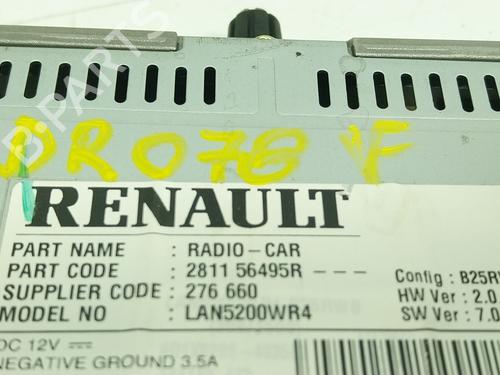 B-PARTS
DR078 F
RENAULT
PART NAME : RADIO-CAR
PART CODE : 2811 56495R ---
SUPPLIER CODE : 276 660
MODEL NO : LAN5200WR4
Config : B25R
HW Ver : 2.0
SW Ver : 7.0
DC 12V
NEGATIVE GROUND 3.5A